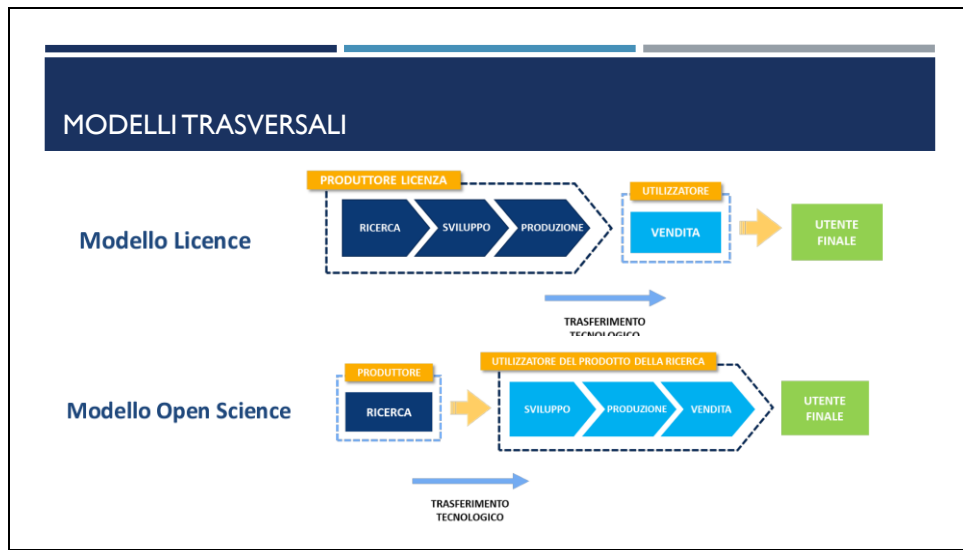 MODELLI TRASVERSALI
PRODUTTORE LICENZA
UTILIZZATORE
Modello Licence
RICERCA
SVILUPPO
PRODUZIONE
VENDITA
UTENTE
FINALE
TRASFERIMENTO
TECNOLOGICO
UTILIZZATORE DEL PRODOTTO DELLA RICERCA
PRODUTTORE
Modello Open Science
RICERCA
SVILUPPO
PRODUZIONE
VENDITA
UTENTE
FINALE
TRASFERIMENTO
TECNOLOGICO